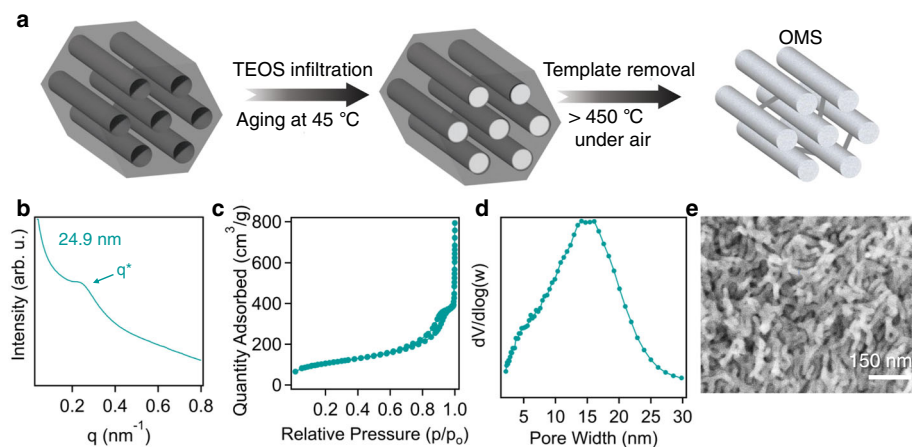 a
TEOS infiltration
Aging at 45 °C
Template removal
> 450 °C
under air
OMS
b
24.9 nm
q*
Intensity (arb. u.)
0.2 0.4 0.6 0.8
q (nm⁻¹)
c
Quantity Adsorbed (cm³/g)
800
600
400
200
0
0.2 0.4 0.6 0.8 1.0
Relative Pressure (p/pₒ)
d
dV/dlog(w)
5 10 15 20 25 30
Pore Width (nm)
e
150 nm